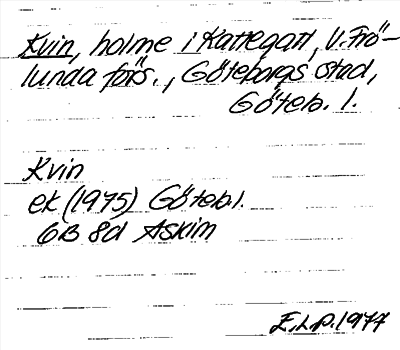 Kvin, holme i Kattegatt, V. Frö-
lunda förs., Göteborgs stad,
Göteb. l.
Kvin
ek (1975) Göteb l.
6B 8d Askim
E.L.P. 1977